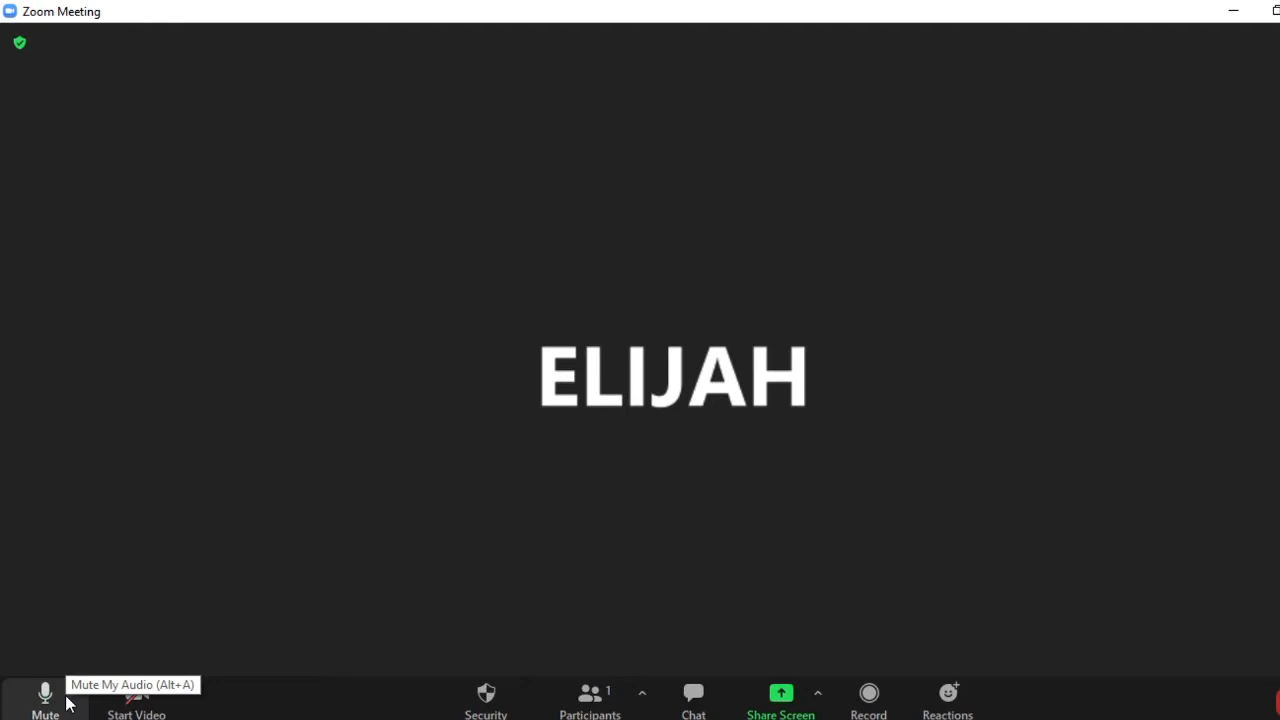 Zoom Meeting
ELIJAH
Mute My Audio (Alt+A)
1
Mute
Start Video
Security
Participants
Chat
Share Screen
Record
Reactions